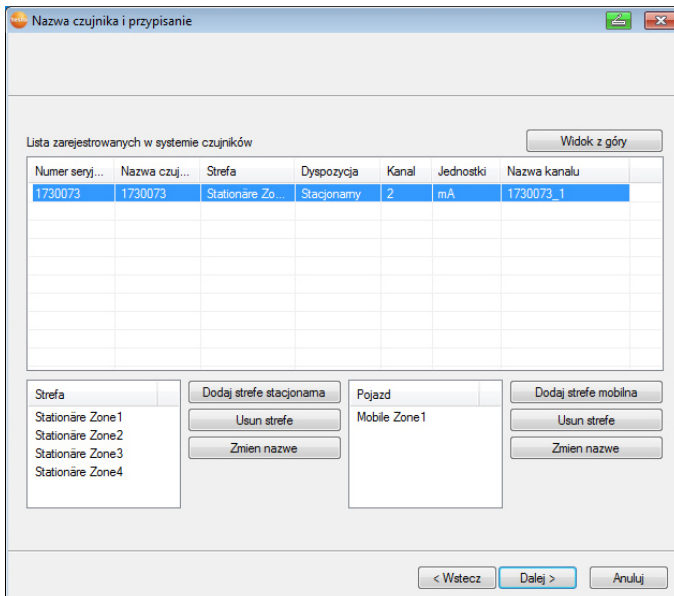 testo
Nazwa czujnika i przypisanie
Lista zarejestrowanych w systemie czujników
Widok z góry
Numer seryj... Nazwa czuj... Strefa Dyspozycja Kanal Jednostki Nazwa kanalu
1730073 1730073 Stationäre Zo... Stacjonarny 2 mA 1730073_1
Strefa
Stationäre Zone1
Stationäre Zone2
Stationäre Zone3
Stationäre Zone4
Dodaj strefe stacjonarna
Usun strefe
Zmien nazwe
Pojazd
Mobile Zone1
Dodaj strefe mobilna
Usun strefe
Zmien nazwe
< Wstecz Dalej > Anuluj